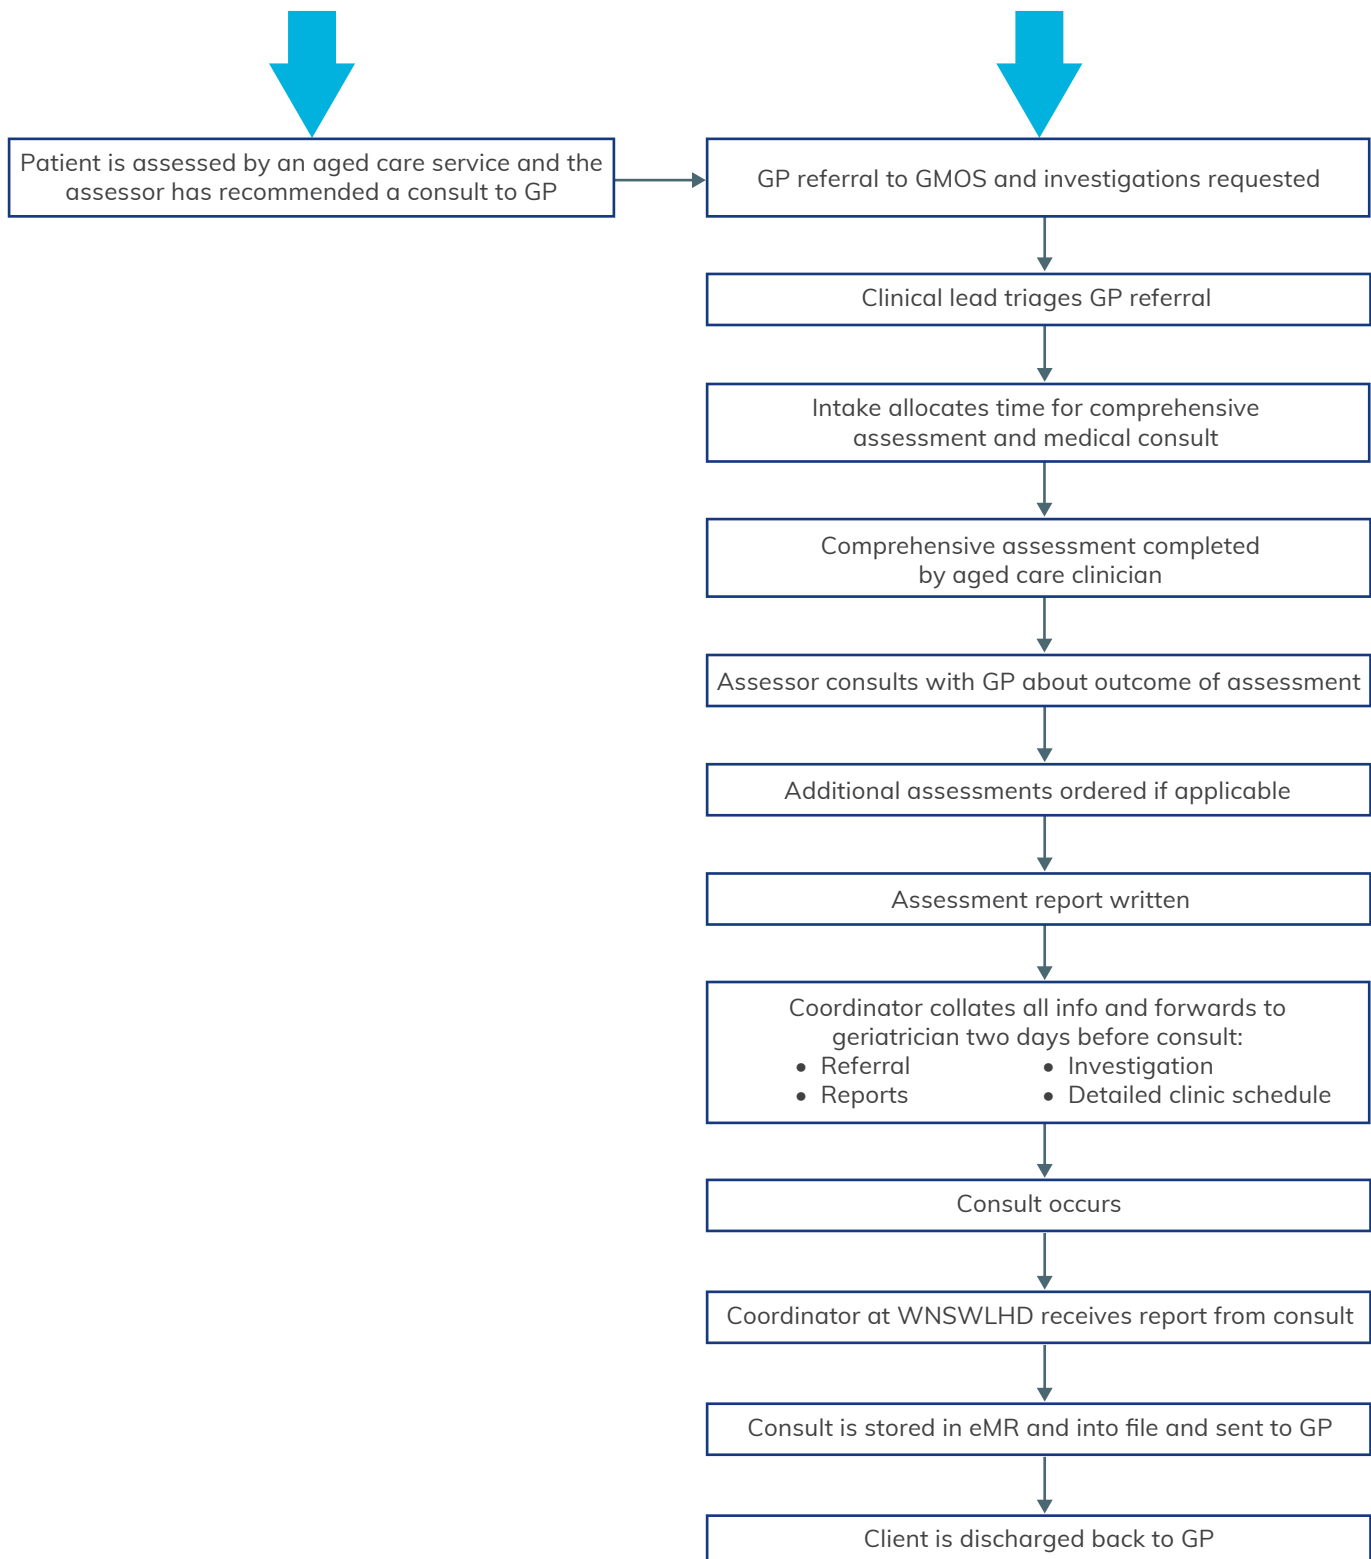 Patient is assessed by an aged care service and the
assessor has recommended a consult to GP
GP referral to GMOS and investigations requested
Clinical lead triages GP referral
Intake allocates time for comprehensive
assessment and medical consult
Comprehensive assessment completed
by aged care clinician
Assessor consults with GP about outcome of assessment
Additional assessments ordered if applicable
Assessment report written
Coordinator collates all info and forwards to
geriatrician two days before consult:
• Referral
• Reports
• Investigation
• Detailed clinic schedule
Consult occurs
Coordinator at WNSWLHD receives report from consult
Consult is stored in eMR and into file and sent to GP
Client is discharged back to GP